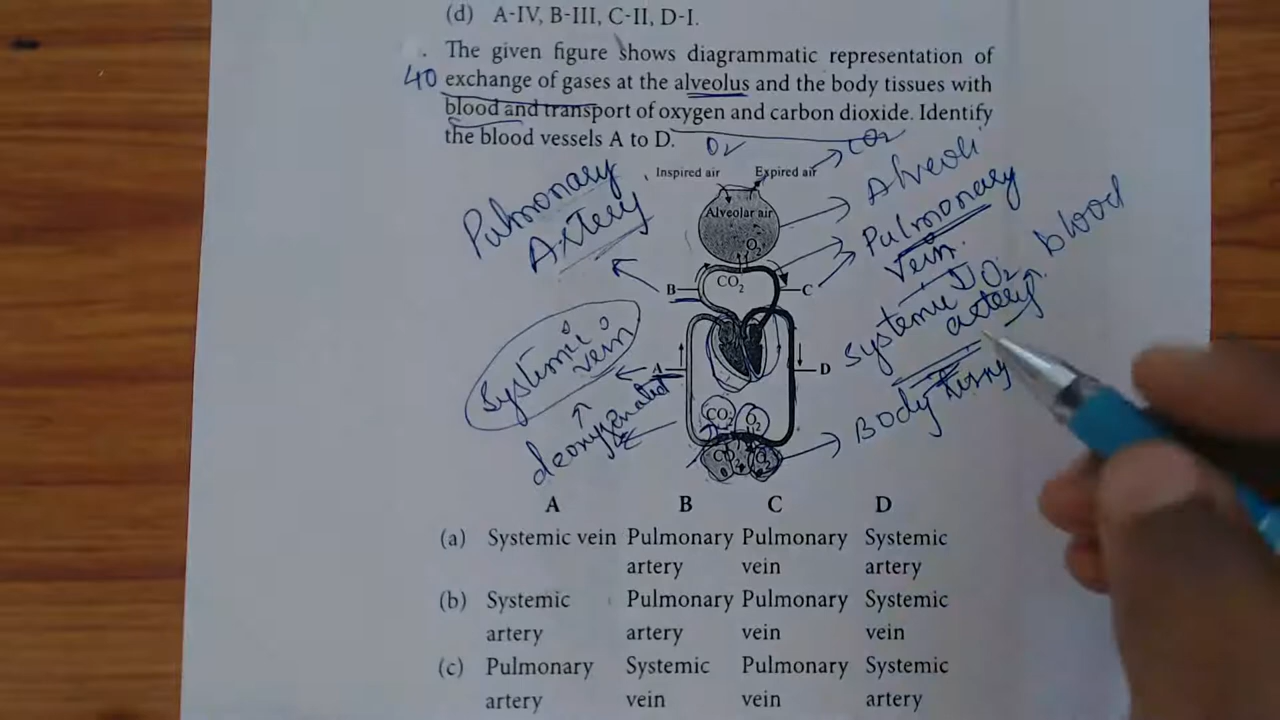 (d) A-IV, B-III, C-II, D-I.
The given figure shows diagrammatic representation of
40 exchange of gases at the alveolus and the body tissues with
blood and transport of oxygen and carbon dioxide. Identify
the blood vessels A to D.
O2
CO2
Inspired air
Expired air
Alveoli
Pulmonary
Artery
Alveolar air
O2
Pulmonary
vein
CO2
B
C
O2 blood
Systemic
artery
Systemic
vein
A
D
deoxygenated
CO2
O2
CO2
O2
Body
A B C D
(a) Systemic vein Pulmonary Pulmonary Systemic
artery vein artery
(b) Systemic Pulmonary Pulmonary Systemic
artery artery vein vein
(c) Pulmonary Systemic Pulmonary Systemic
artery vein vein artery